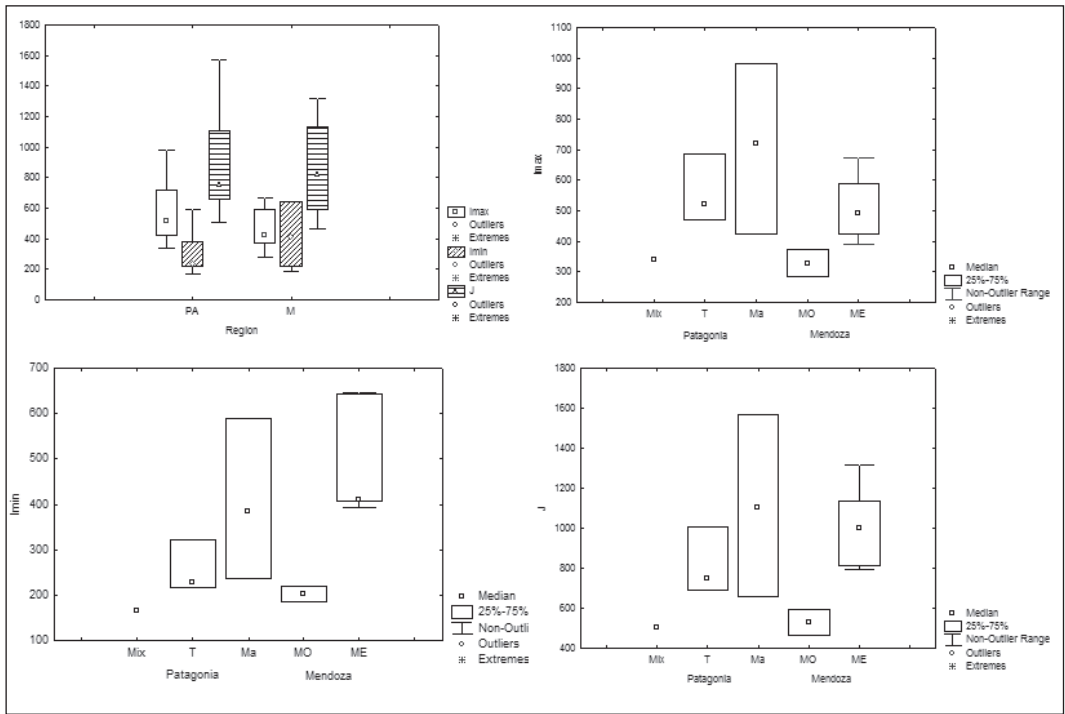 1800
1600
1400
1200
1000
800
600
400
200
0
PA M
Region
Imax
Outliers
Extremes
Imin
Outliers
Extremes
J
Outliers
Extremes
1100
1000
900
800
700
600
500
400
300
200
Imax
Mix T Ma MO ME
Patagonia Mendoza
Median
25%-75%
Non-Outlier Range
Outliers
Extremes
700
600
500
400
300
200
100
Imin
Mix T Ma MO ME
Patagonia Mendoza
Median
25%-75%
Non-Outli
Outliers
Extremes
1800
1600
1400
1200
1000
800
600
400
J
Mix T Ma MO ME
Patagonia Mendoza
Median
25%-75%
Non-Outlier Range
Outliers
Extremes